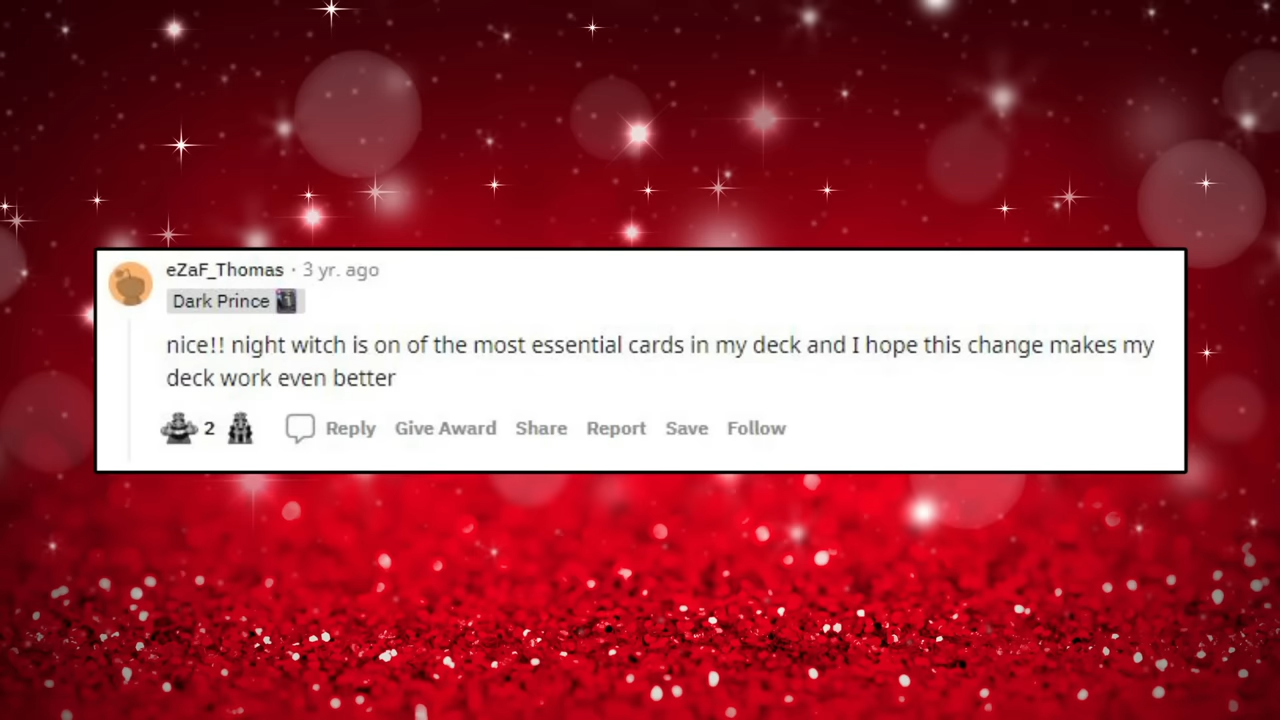 eZaF_Thomas · 3 yr. ago
Dark Prince
nice!! night witch is on of the most essential cards in my deck and I hope this change makes my
deck work even better
2 Reply Give Award Share Report Save Follow